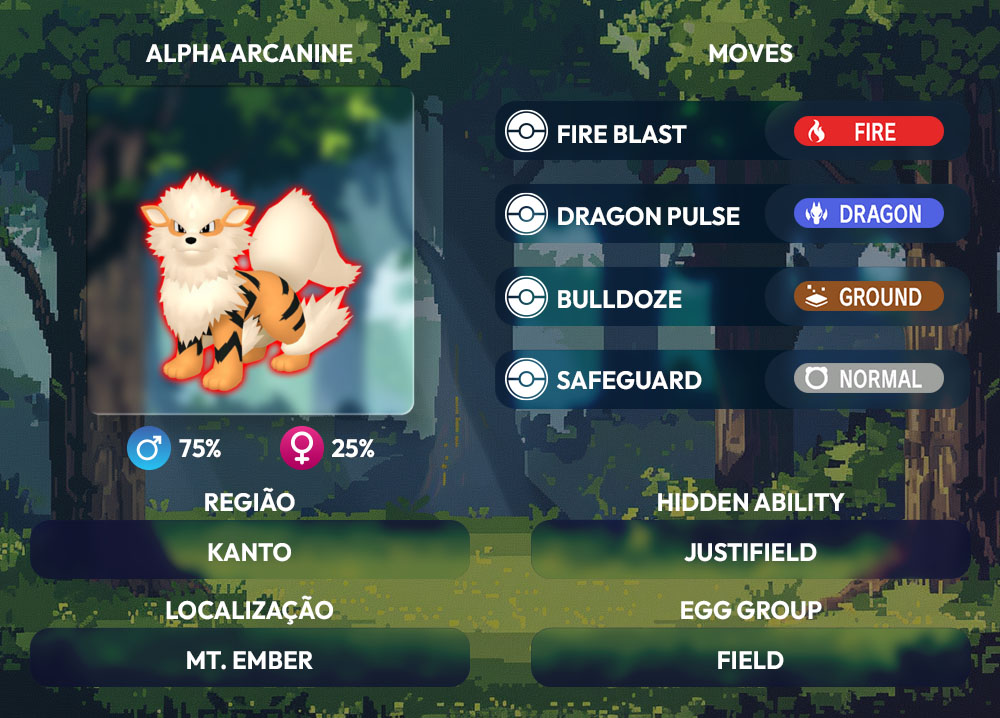 ALPHA ARCANINE
75%
25%
REGIÃO
KANTO
LOCALIZAÇÃO
MT. EMBER
MOVES
FIRE BLAST
FIRE
DRAGON PULSE
DRAGON
BULLDOZE
GROUND
SAFEGUARD
NORMAL
HIDDEN ABILITY
JUSTIFIELD
EGG GROUP
FIELD